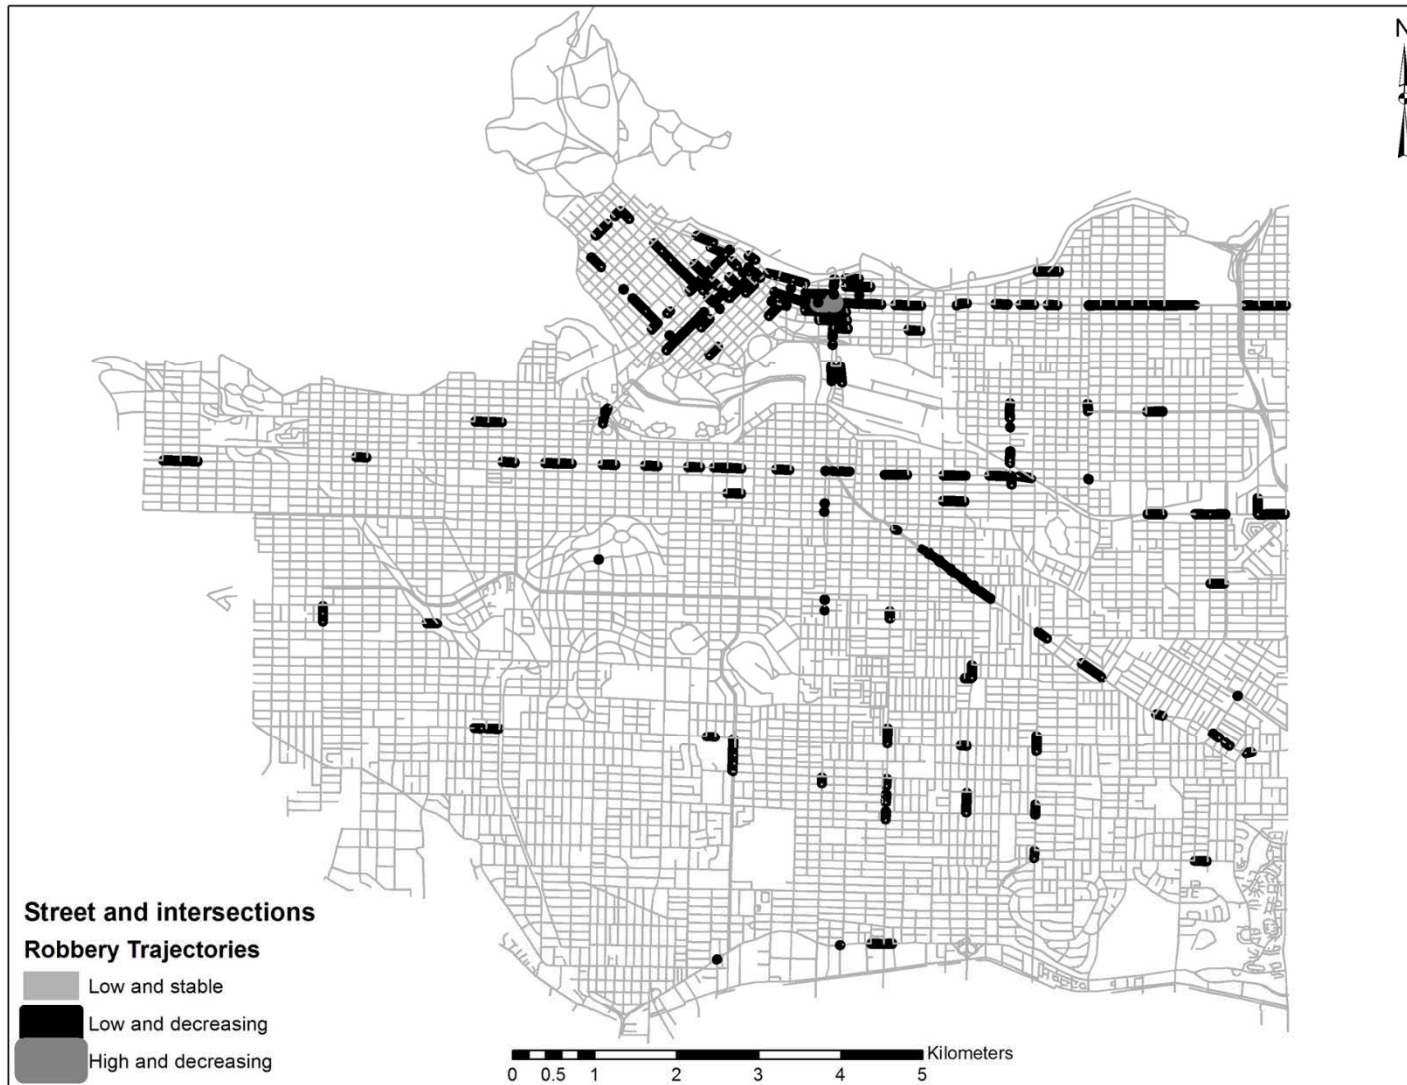 N
Street and intersections
Robbery Trajectories
Low and stable
Low and decreasing
High and decreasing
Kilometers
0 0.5 1 2 3 4 5